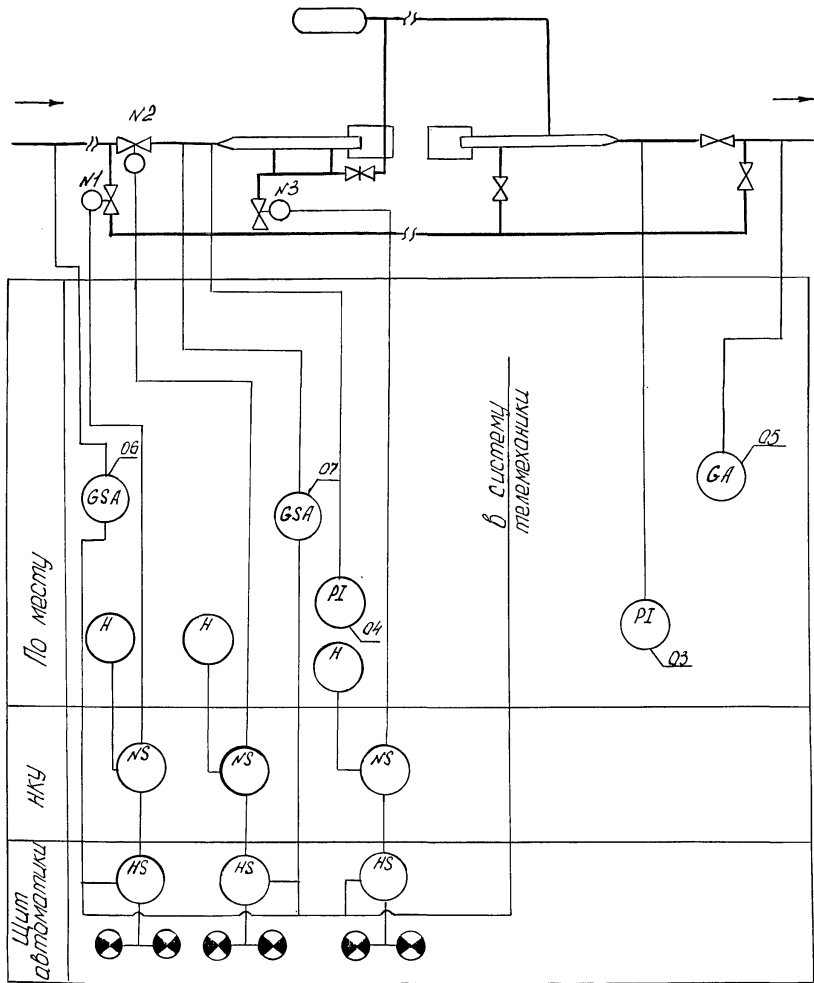 N2
N1
N3
06
GSA
07
GSA
в систему
телемеханики
05
GA
По месту
H
H
PI
04
H
PI
03
НКУ
NS
NS
NS
Щит
автоматики
HS
HS
HS